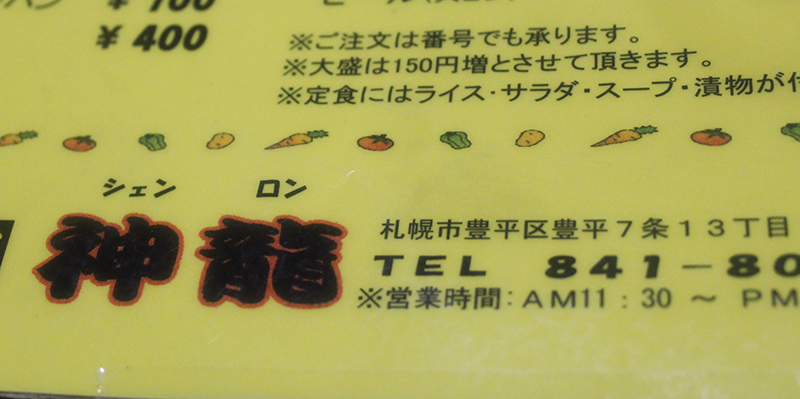 ¥700
¥400
※ご注文は番号でも承ります。
※大盛は150円増とさせて頂きます。
※定食にはライス・サラダ・スープ・漬物が
シェン ロン
神龍
札幌市豊平区豊平7条13丁目
TEL 841-80
※営業時間:AM11:30 ～ PM